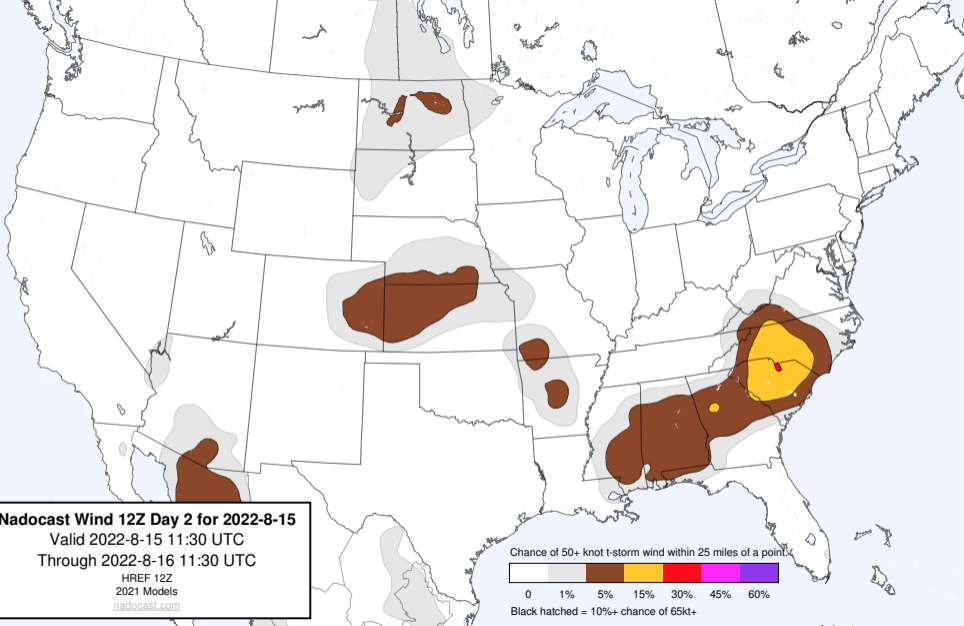 Nadocast Wind 12Z Day 2 for 2022-8-15
Valid 2022-8-15 11:30 UTC
Through 2022-8-16 11:30 UTC
HREF 12Z
2021 Models
nadocast.com
Chance of 50+ knot t-storm wind within 25 miles of a point.
0 1% 5% 15% 30% 45% 60%
Black hatched = 10%+ chance of 65kt+